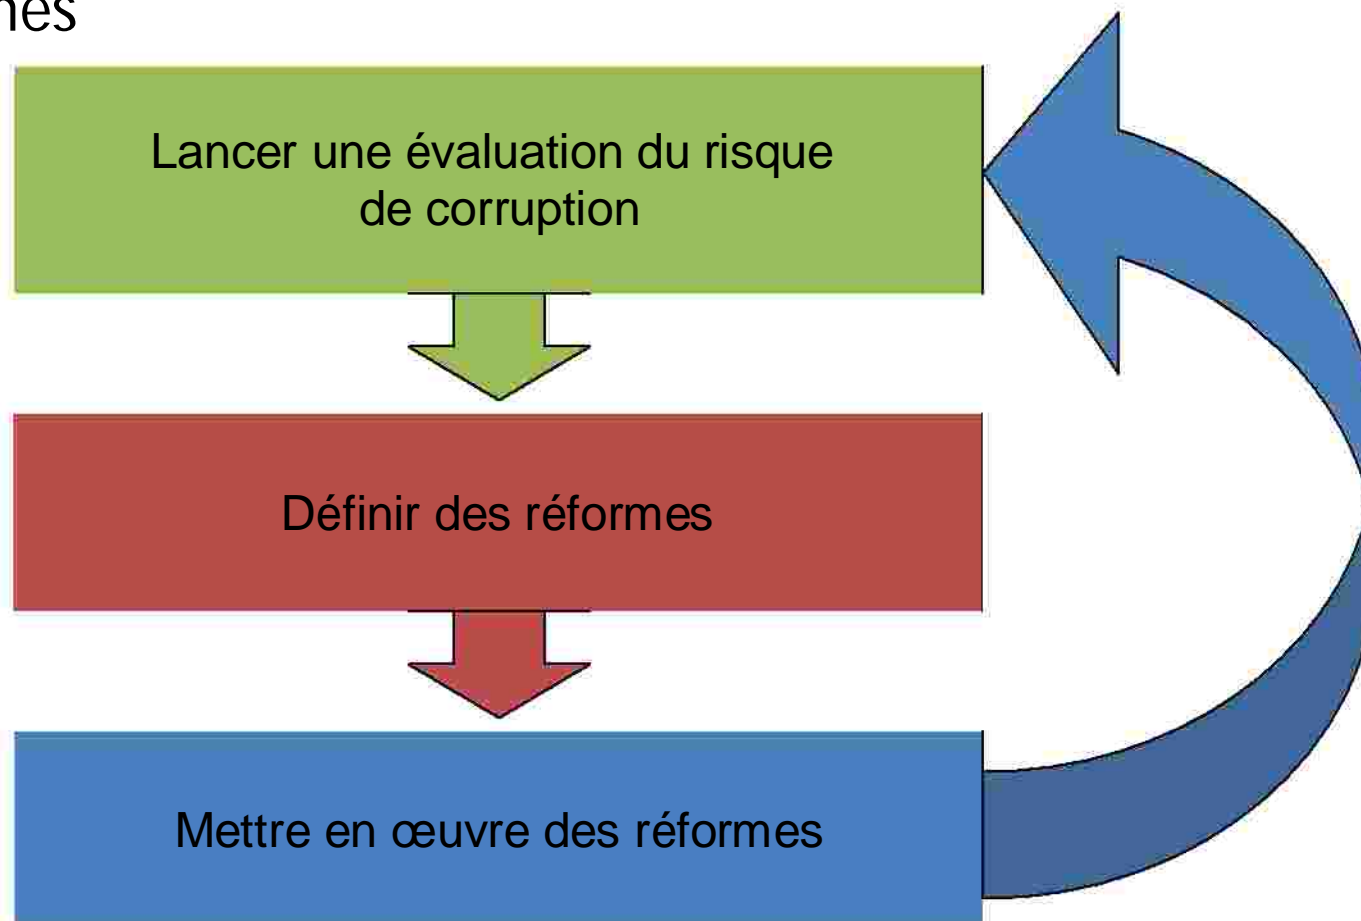 Lancer une évaluation du risque
de corruption
Définir des réformes
Mettre en œuvre des réformes